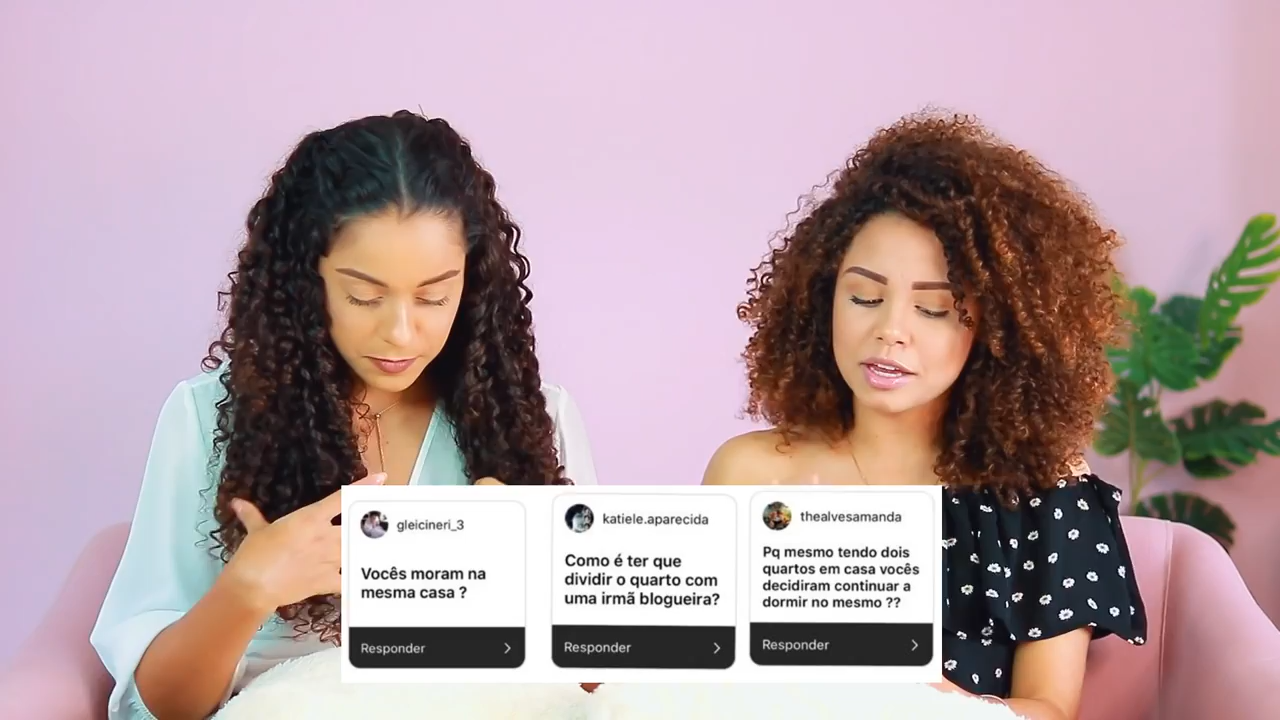 gleicineri_3
Vocês moram na
mesma casa ?
Responder
katiele.aparecida
Como é ter que
dividir o quarto com
uma irmã blogueira?
Responder
thealvesamanda
Pq mesmo tendo dois
quartos em casa vocês
decidiram continuar a
dormir no mesmo ??
Responder